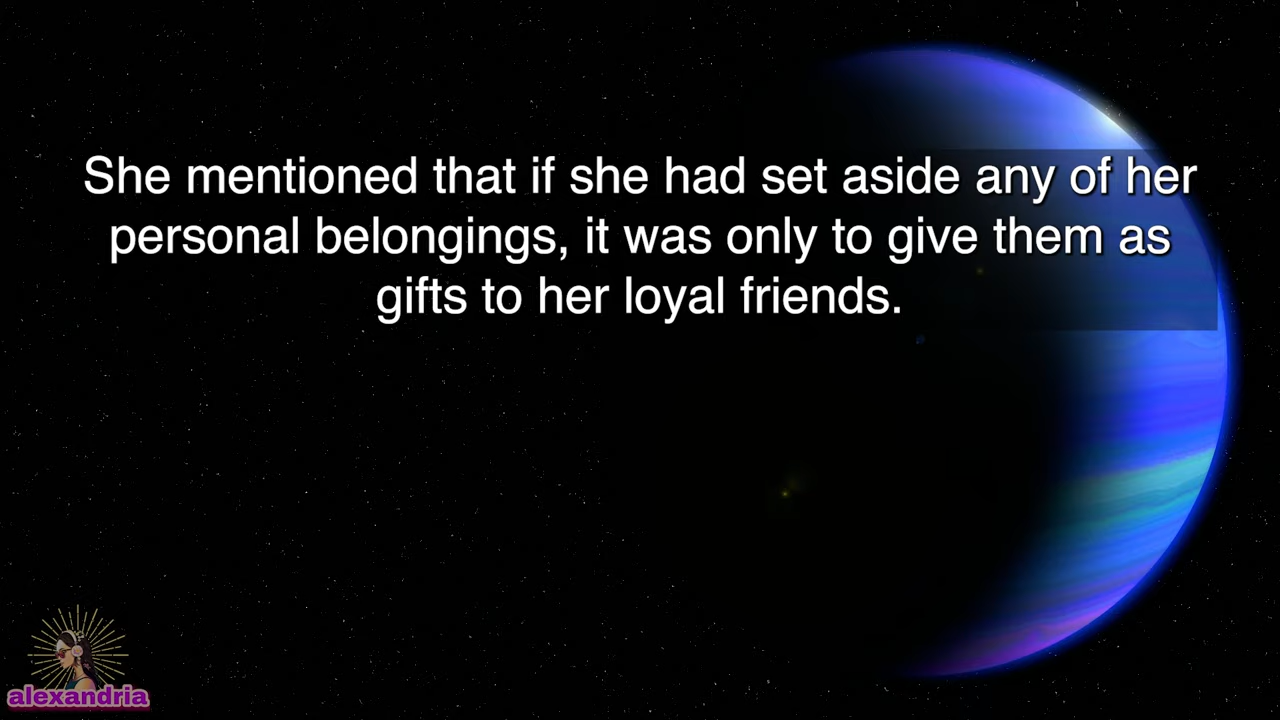 She mentioned that if she had set aside any of her
personal belongings, it was only to give them as
gifts to her loyal friends.
alexandria